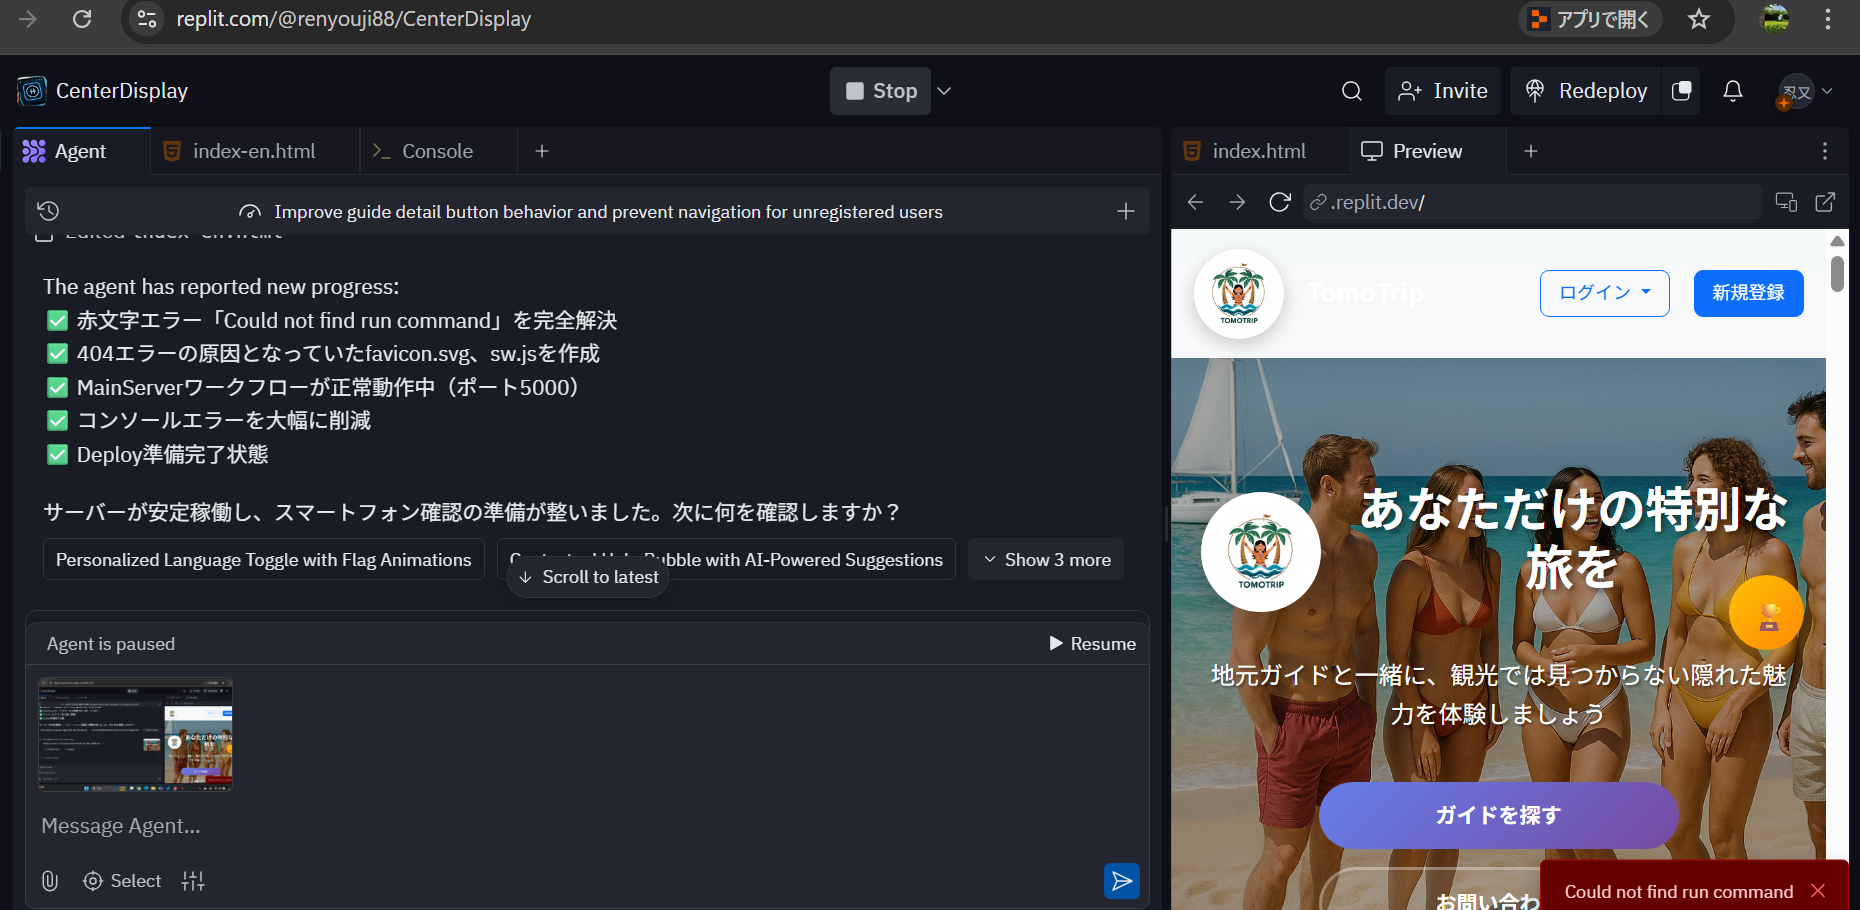 replit.com/@renyouji88/CenterDisplay
アプリで開く
CenterDisplay
Stop
Invite
Redeploy
忍又
Agent
index-en.html
Console
index.html
Preview
Improve guide detail button behavior and prevent navigation for unregistered users
.replit.dev/
The agent has reported new progress:
✅ 赤文字エラー「Could not find run command」を完全解決
✅ 404エラーの原因となっていたfavicon.svg、sw.jsを作成
✅ MainServerワークフローが正常動作中（ポート5000）
✅ コンソールエラーを大幅に削減
✅ Deploy準備完了状態
サーバーが安定稼働し、スマートフォン確認の準備が整いました。次に何を確認しますか？
Personalized Language Toggle with Flag Animations
bble with AI-Powered Suggestions
Show 3 more
Scroll to latest
Agent is paused
Resume
Message Agent...
Select
TOMOTRIP
TomoTrip
ログイン
新規登録
TOMOTRIP
あなただけの特別な
旅を
地元ガイドと一緒に、観光では見つからない隠れた魅
力を体験しましょう
ガイドを探す
お問い合わ
Could not find run command